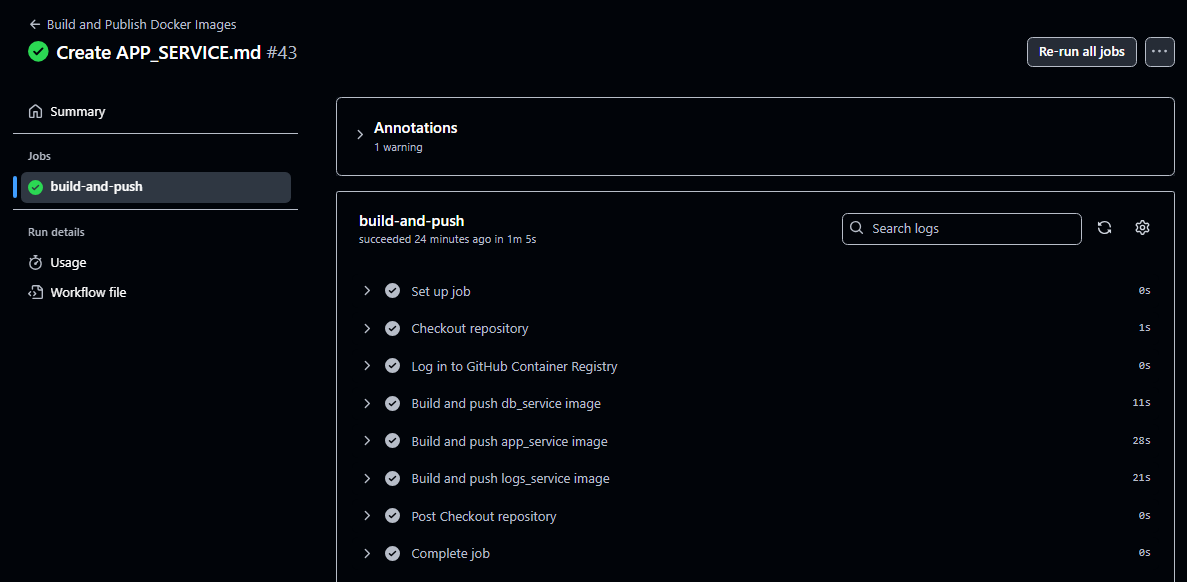 Build and Publish Docker Images
Create APP_SERVICE.md #43
Re-run all jobs
Summary
Jobs
build-and-push
Run details
Usage
Workflow file
Annotations
1 warning
build-and-push
succeeded 24 minutes ago in 1m 5s
Search logs
Set up job 0s
Checkout repository 1s
Log in to GitHub Container Registry 0s
Build and push db_service image 11s
Build and push app_service image 28s
Build and push logs_service image 21s
Post Checkout repository 0s
Complete job 0s